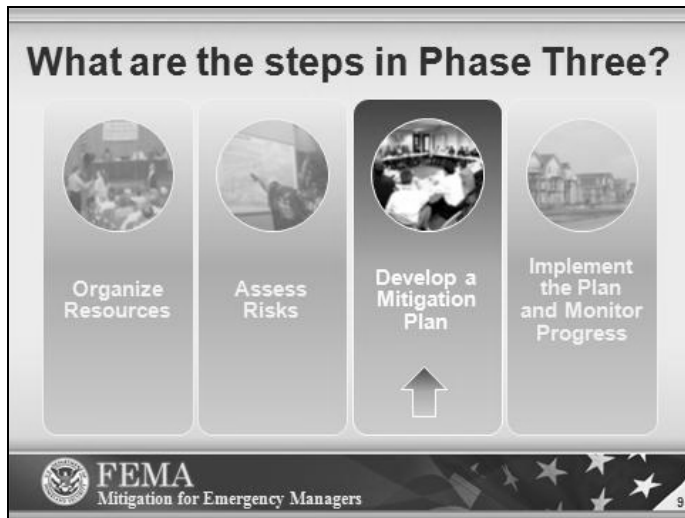 What are the steps in Phase Three?
Organize
Resources
Assess
Risks
Develop a
Mitigation
Plan
Implement
the Plan
and Monitor
Progress
FEMA
Mitigation for Emergency Managers
9